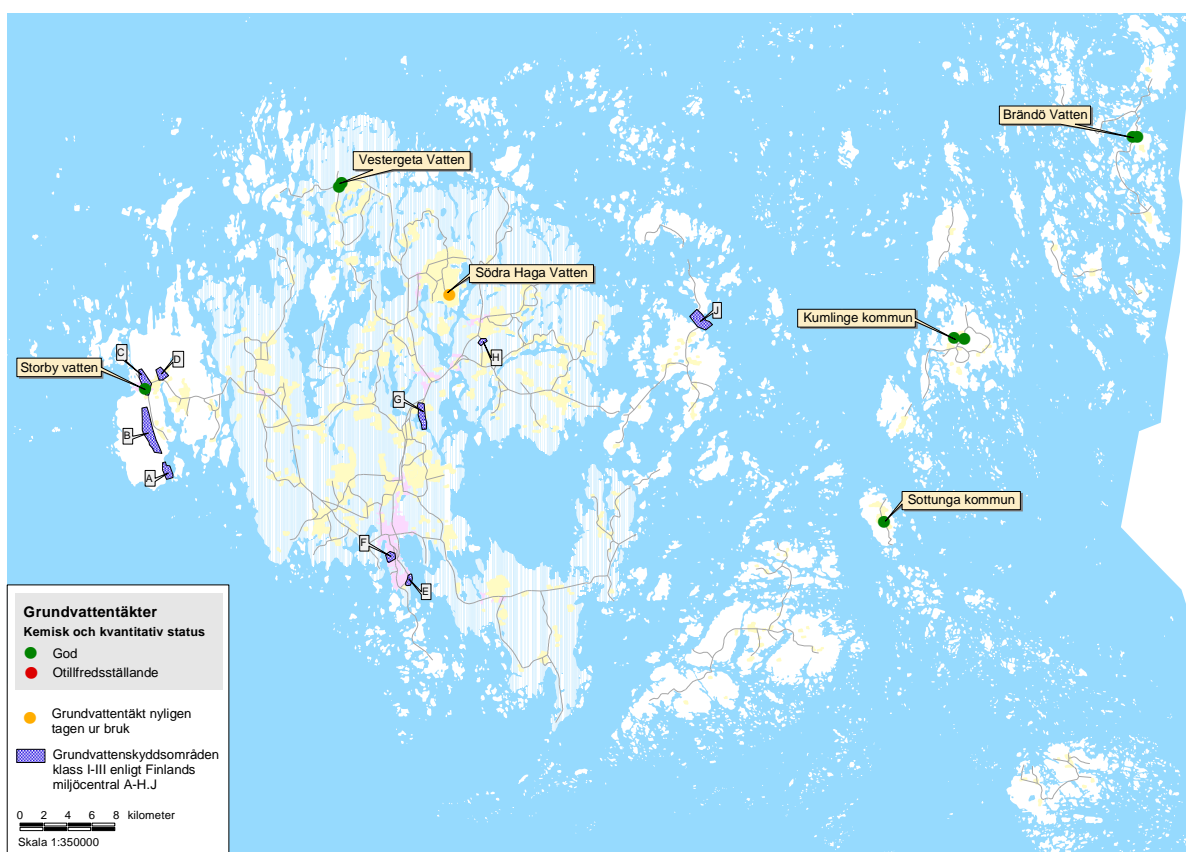 Brändö Vatten
Vestergeta Vatten
Södra Haga Vatten
J
Kumlinge kommun
H
C
D
Storby vatten
G
B
A
Sottunga kommun
F
E
Grundvattentäkter
Kemisk och kvantitativ status
God
Otillfredsställande
Grundvattentäkt nyligen
tagen ur bruk
Grundvattenskyddsområden
klass I-III enligt Finlands
miljöcentral A-H.J
0 2 4 6 8 kilometer
Skala 1:350000